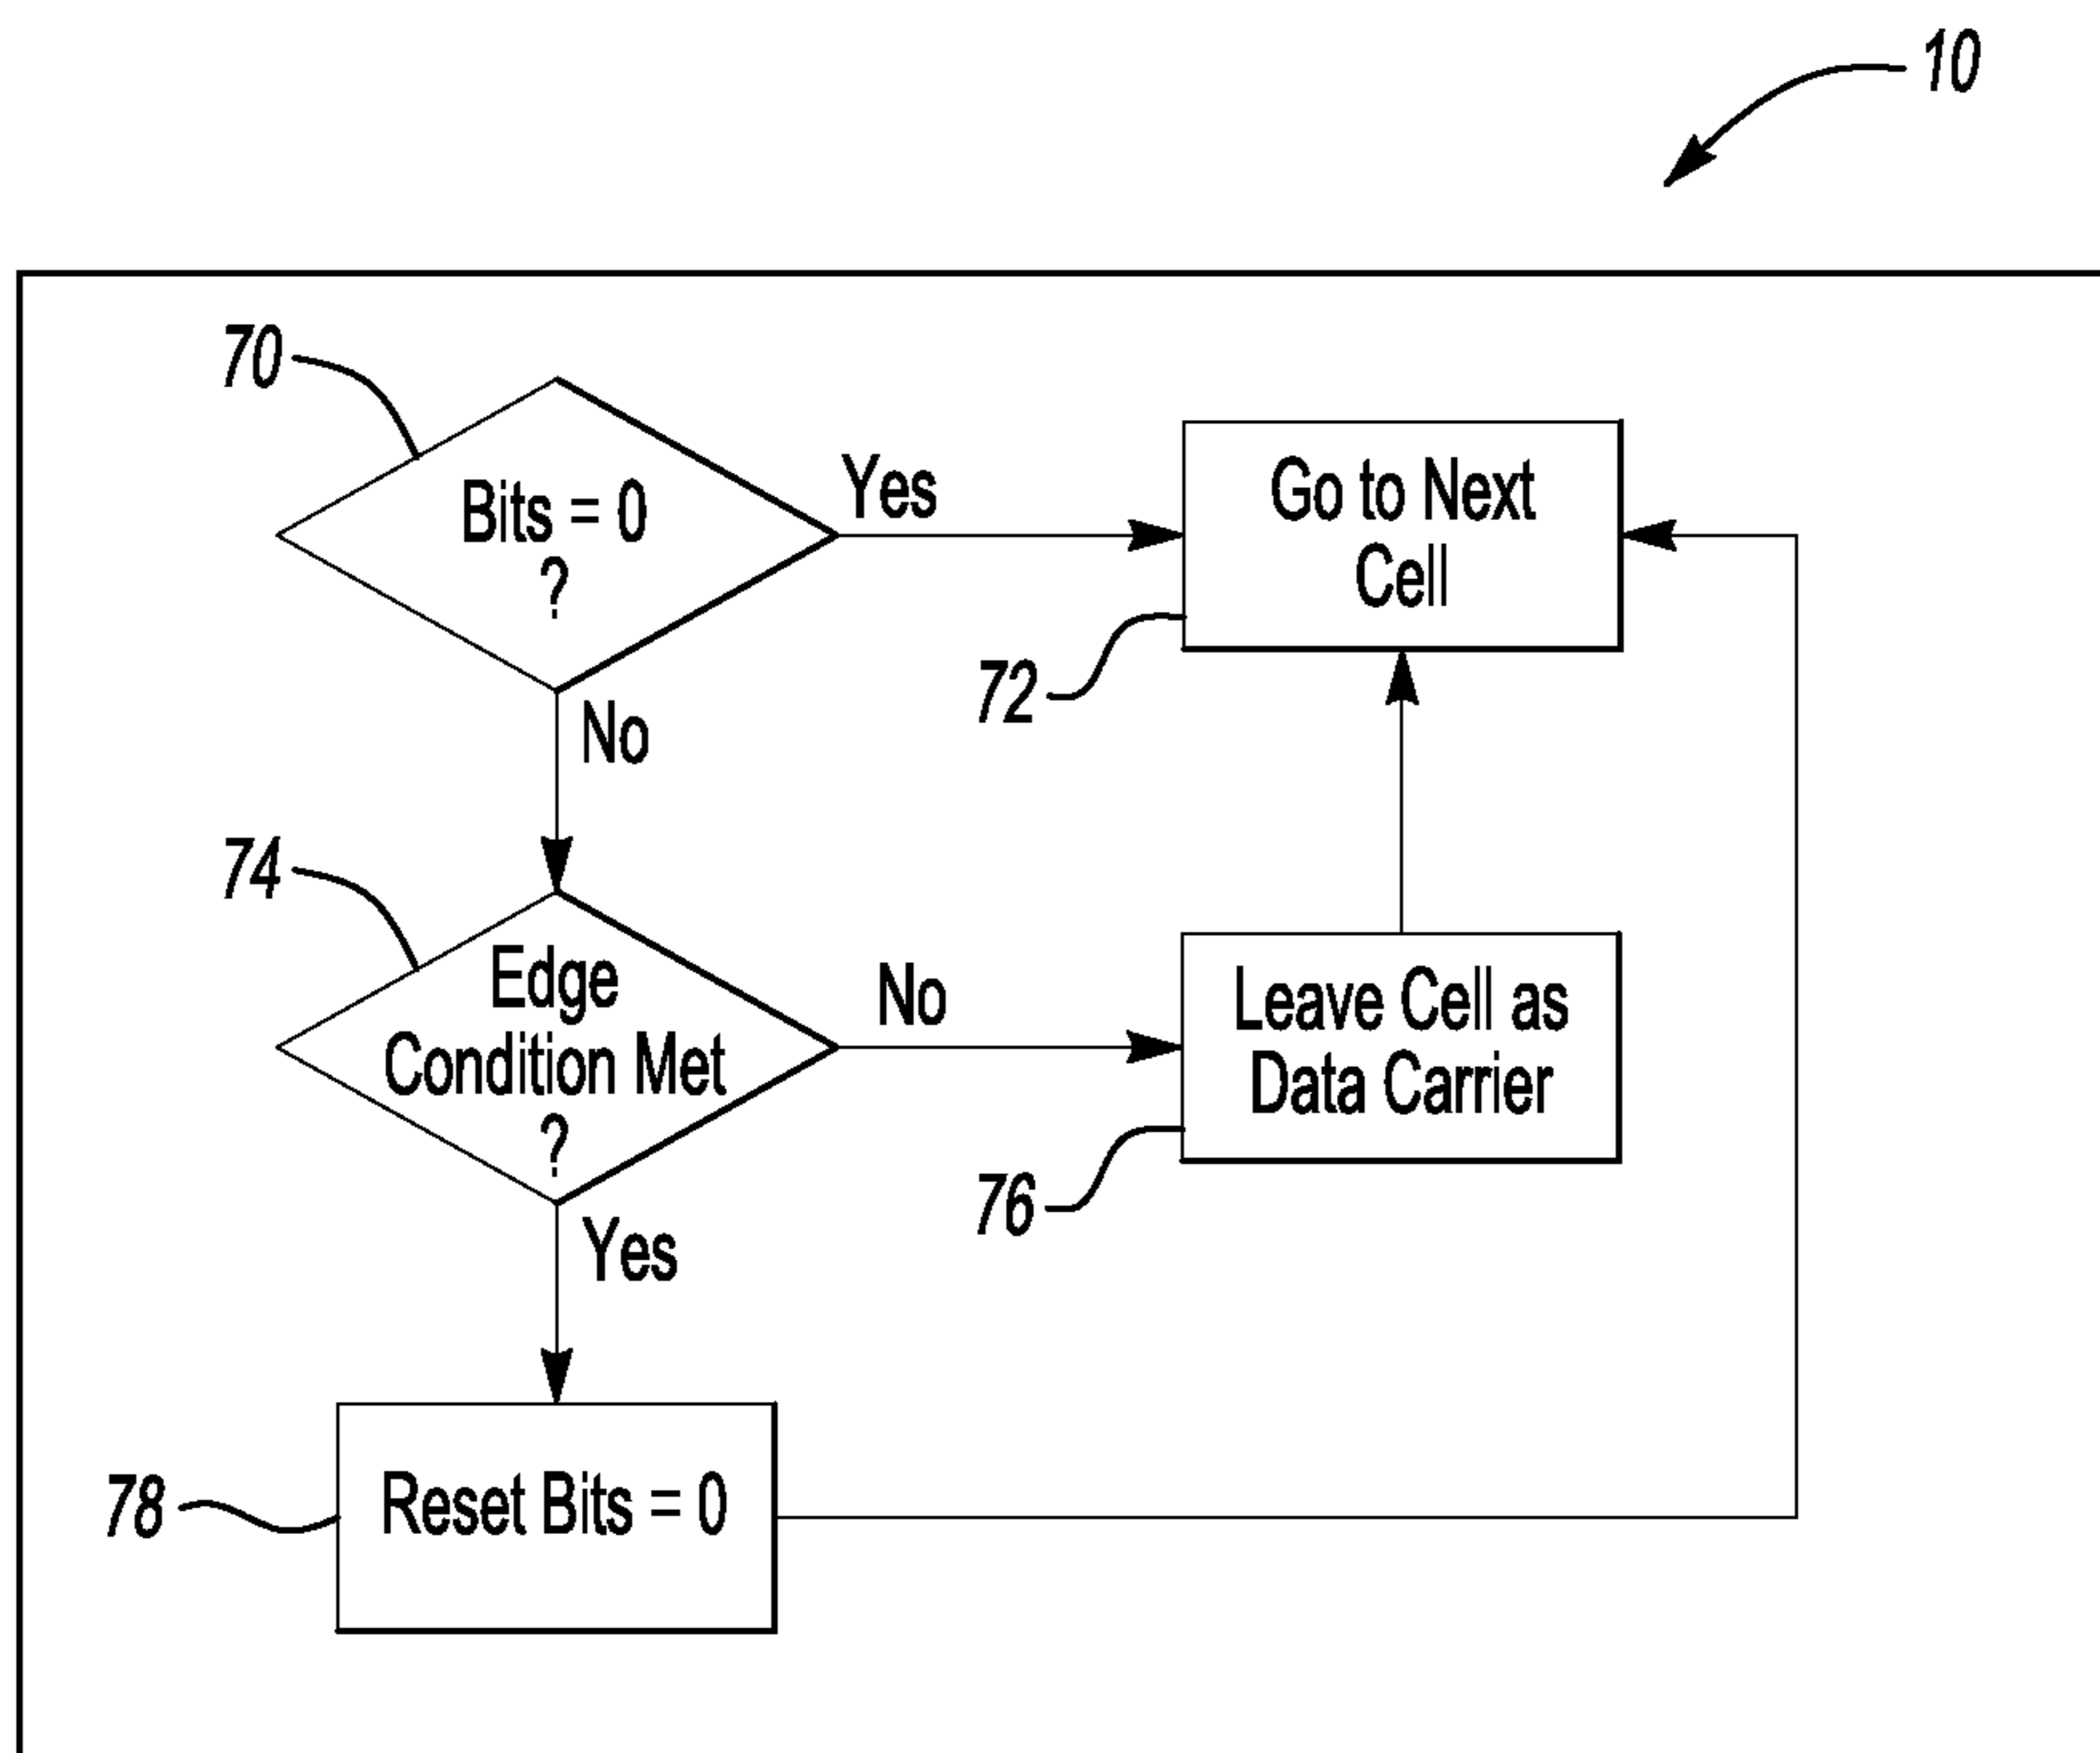 10
70
Bits = 0
?
Yes
Go to Next
Cell
72
No
74
Edge
Condition Met
?
No
Leave Cell as
Data Carrier
76
Yes
78
Reset Bits = 0